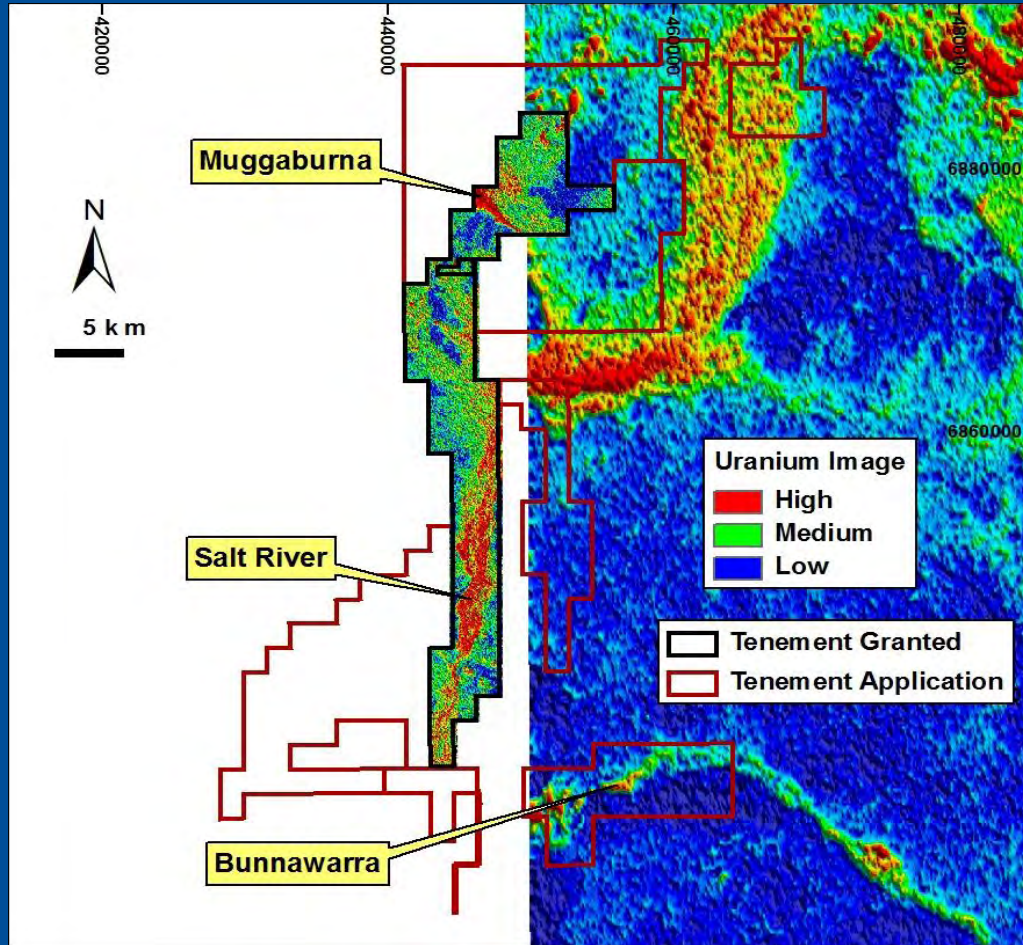 420000
440000
460000
480000
Muggaburna
6880000
N
5 km
6860000
Uranium Image
High
Medium
Low
Salt River
Tenement Granted
Tenement Application
Bunnawarra